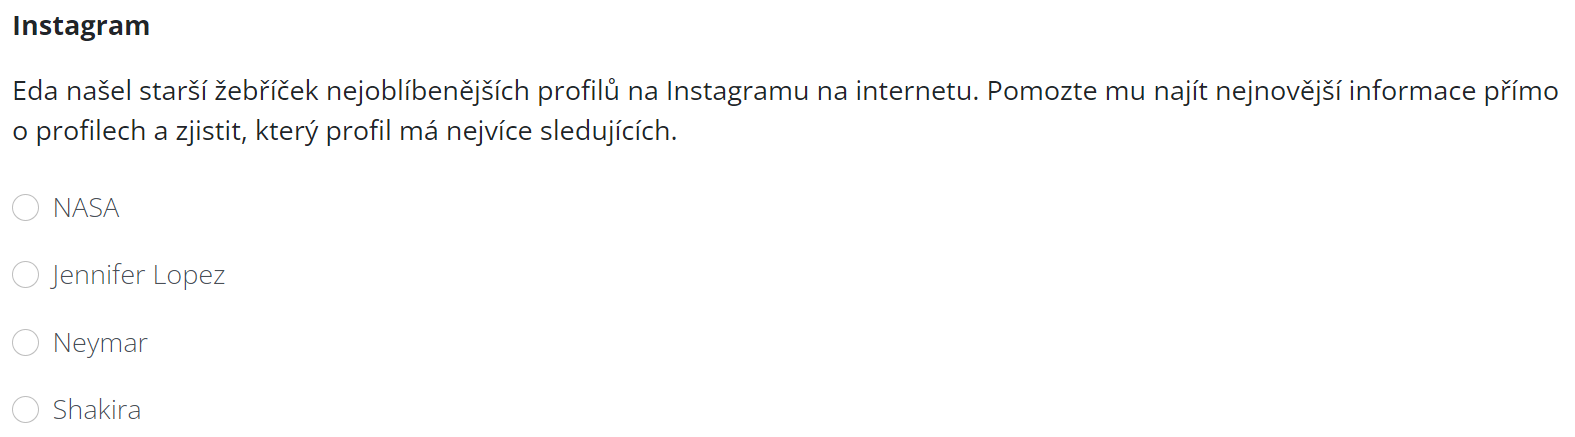 Instagram
Eda našel starší žebříček nejoblíbenějších profilů na Instagramu na internetu. Pomozte mu najít nejnovější informace přímo
o profilech a zjistit, který profil má nejvíce sledujících.
NASA
Jennifer Lopez
Neymar
Shakira